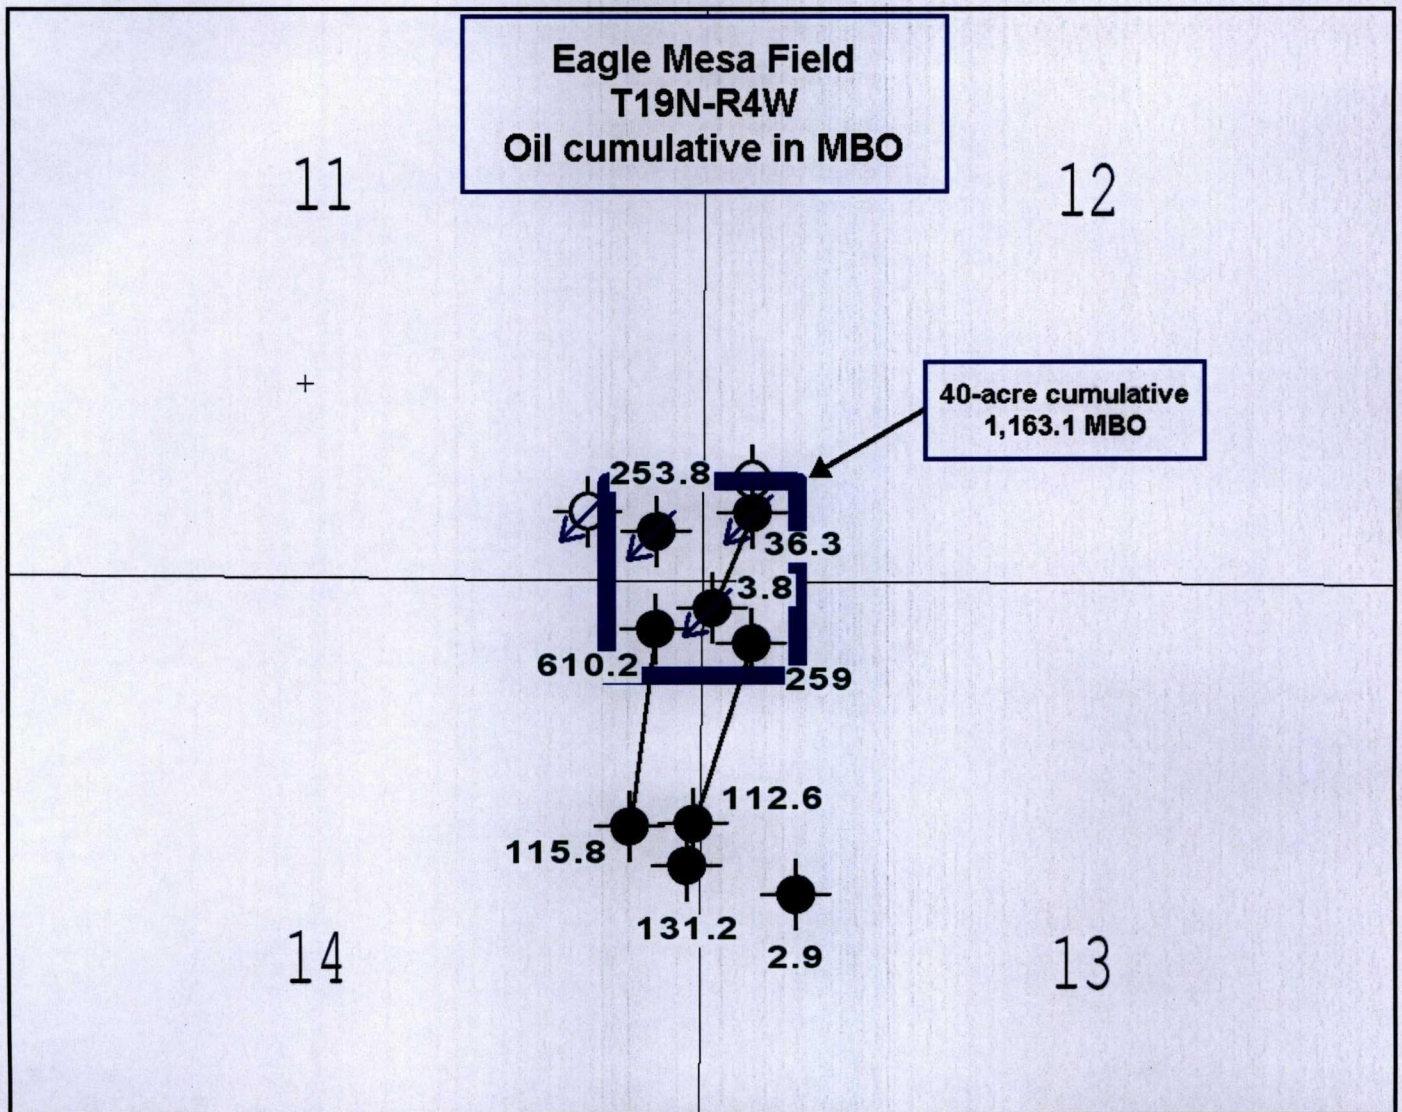 Eagle Mesa Field
T19N-R4W
Oil cumulative in MBO
11
12
40-acre cumulative
1,163.1 MBO
253.8
36.3
3.8
610.2
259
112.6
115.8
131.2
2.9
14
13